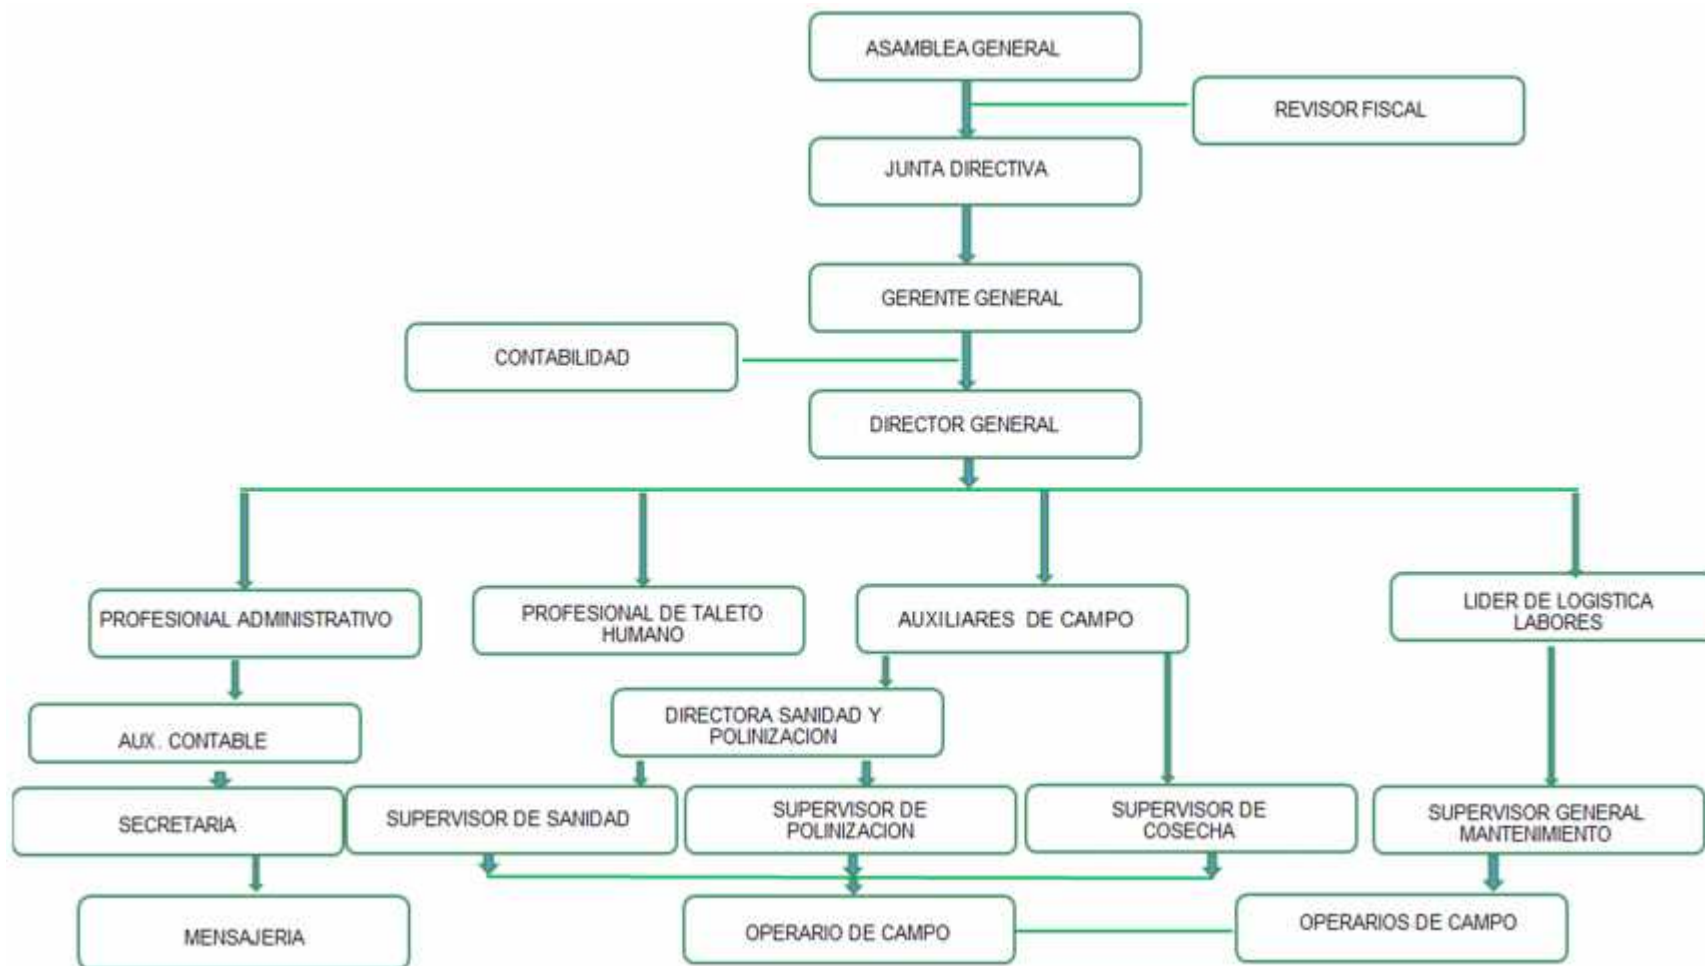 ASAMBLEA GENERAL
REVISOR FISCAL
JUNTA DIRECTIVA
GERENTE GENERAL
CONTABILIDAD
DIRECTOR GENERAL
PROFESIONAL ADMINISTRATIVO
PROFESIONAL DE TALETO
HUMANO
AUXILIARES DE CAMPO
LIDER DE LOGISTICA
LABORES
DIRECTORA SANIDAD Y
POLINIZACION
AUX. CONTABLE
SECRETARIA
SUPERVISOR DE SANIDAD
SUPERVISOR DE
POLINIZACION
SUPERVISOR DE
COSECHA
SUPERVISOR GENERAL
MANTENIMIENTO
MENSAJERIA
OPERARIO DE CAMPO
OPERARIOS DE CAMPO